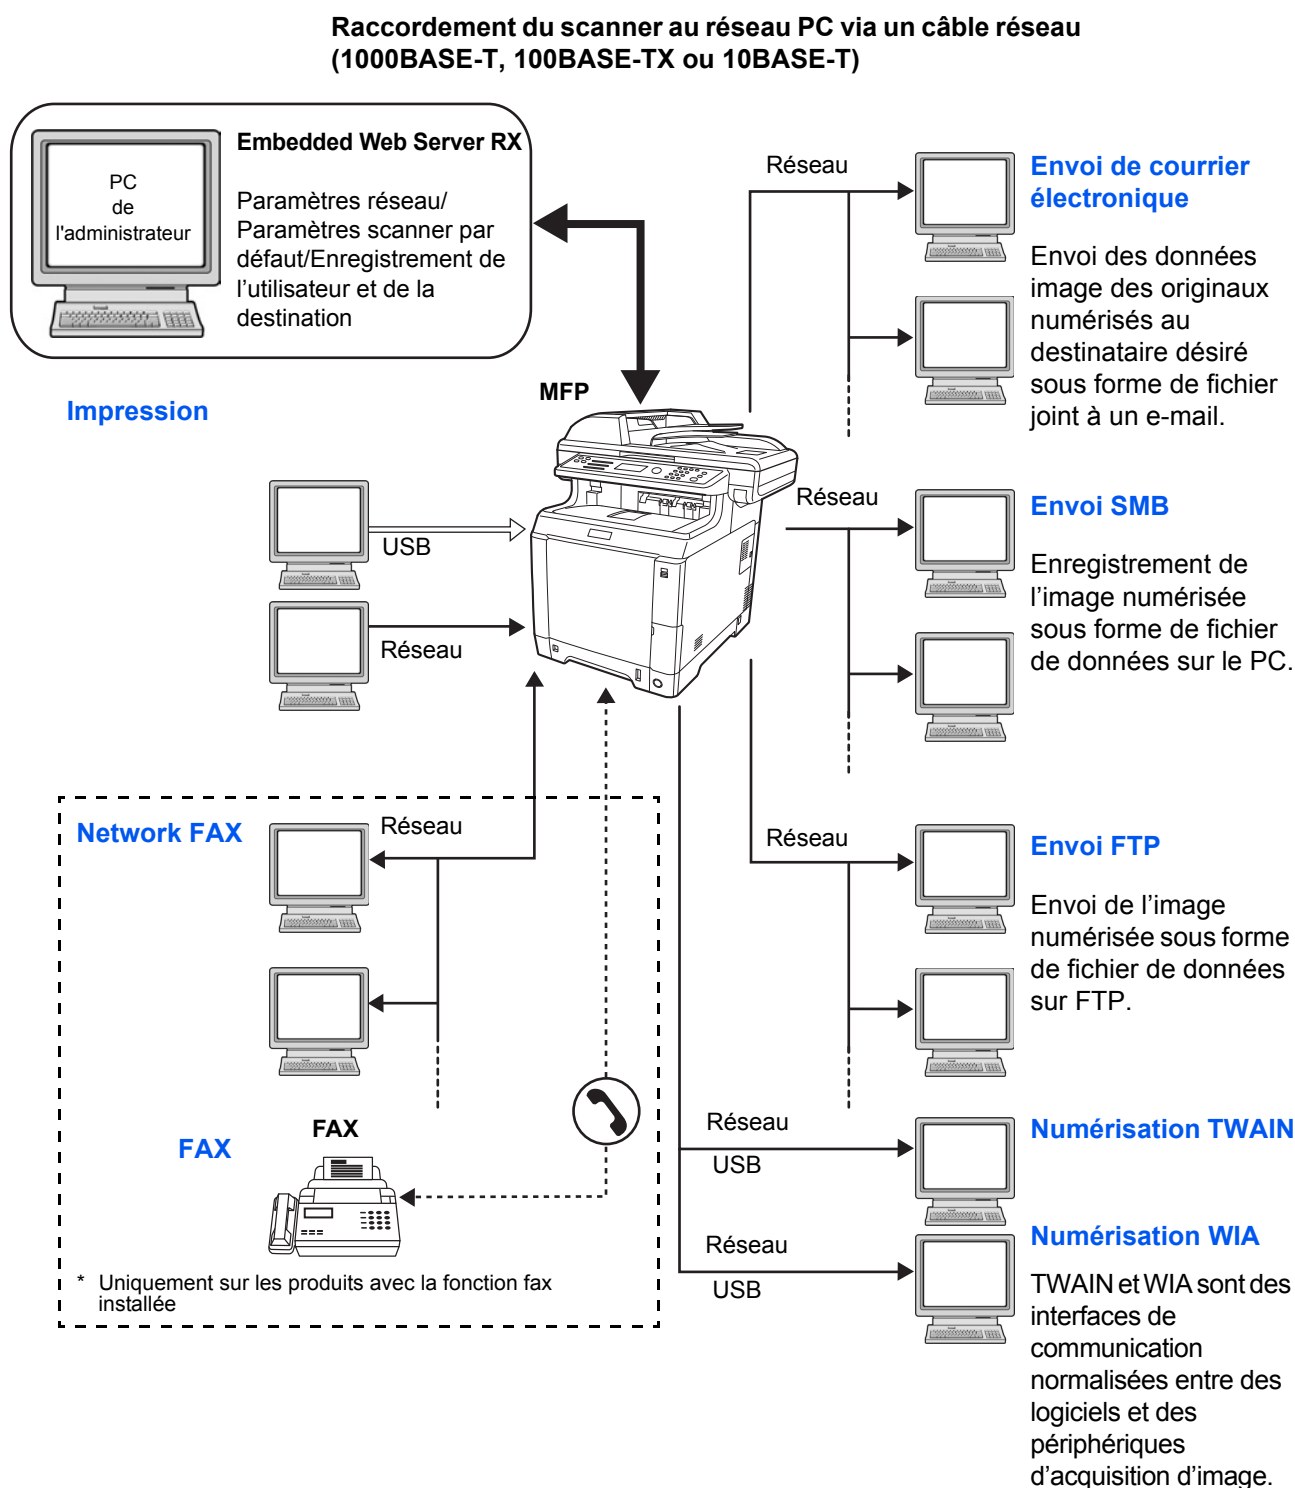 Raccordement du scanner au réseau PC via un câble réseau
(1000BASE-T, 100BASE-TX ou 10BASE-T)
PC
de
l'administrateur
Embedded Web Server RX
Paramètres réseau/
Paramètres scanner par
défaut/Enregistrement de
l’utilisateur et de la
destination
Réseau
Envoi de courrier
électronique
Envoi des données
image des originaux
numérisés au
destinataire désiré
sous forme de fichier
joint à un e-mail.
MFP
Impression
USB
Réseau
Réseau
Envoi SMB
Enregistrement de
l’image numérisée
sous forme de fichier
de données sur le PC.
Network FAX
Réseau
Réseau
Envoi FTP
Envoi de l’image
numérisée sous forme
de fichier de données
sur FTP.
FAX
FAX
* Uniquement sur les produits avec la fonction fax
installée
Réseau
USB
Numérisation TWAIN
Réseau
USB
Numérisation WIA
TWAIN et WIA sont des
interfaces de
communication
normalisées entre des
logiciels et des
périphériques
d’acquisition d’image.